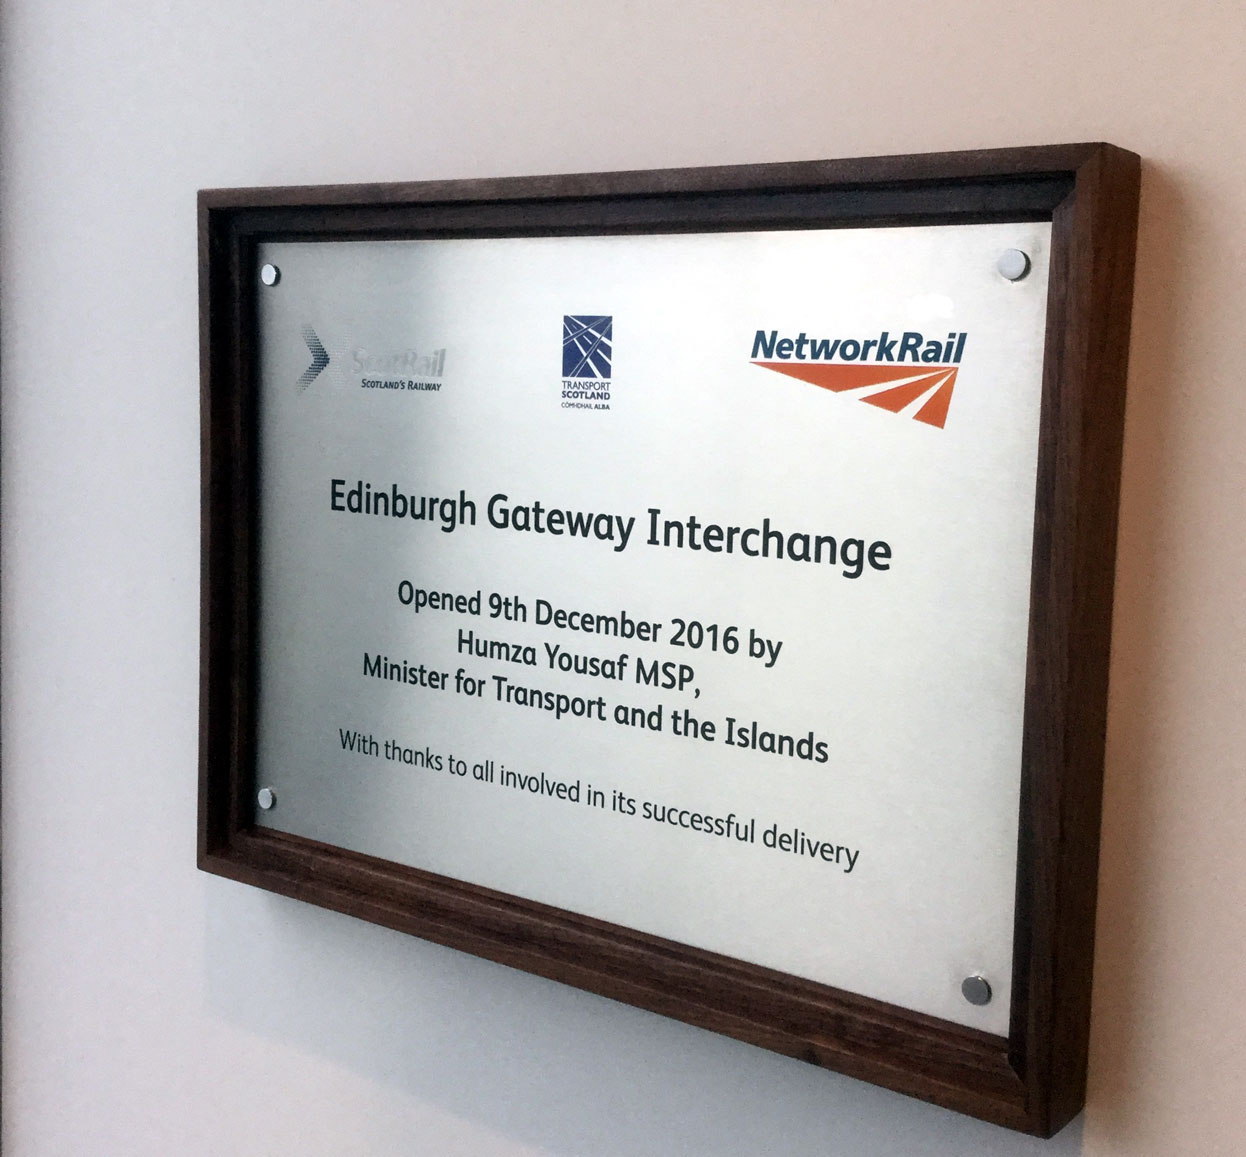 ScotRail
SCOTLAND'S RAILWAY
TRANSPORT
SCOTLAND
CÒMHDHAIL ALBA
NetworkRail
Edinburgh Gateway Interchange
Opened 9th December 2016 by
Humza Yousaf MSP,
Minister for Transport and the Islands
With thanks to all involved in its successful delivery